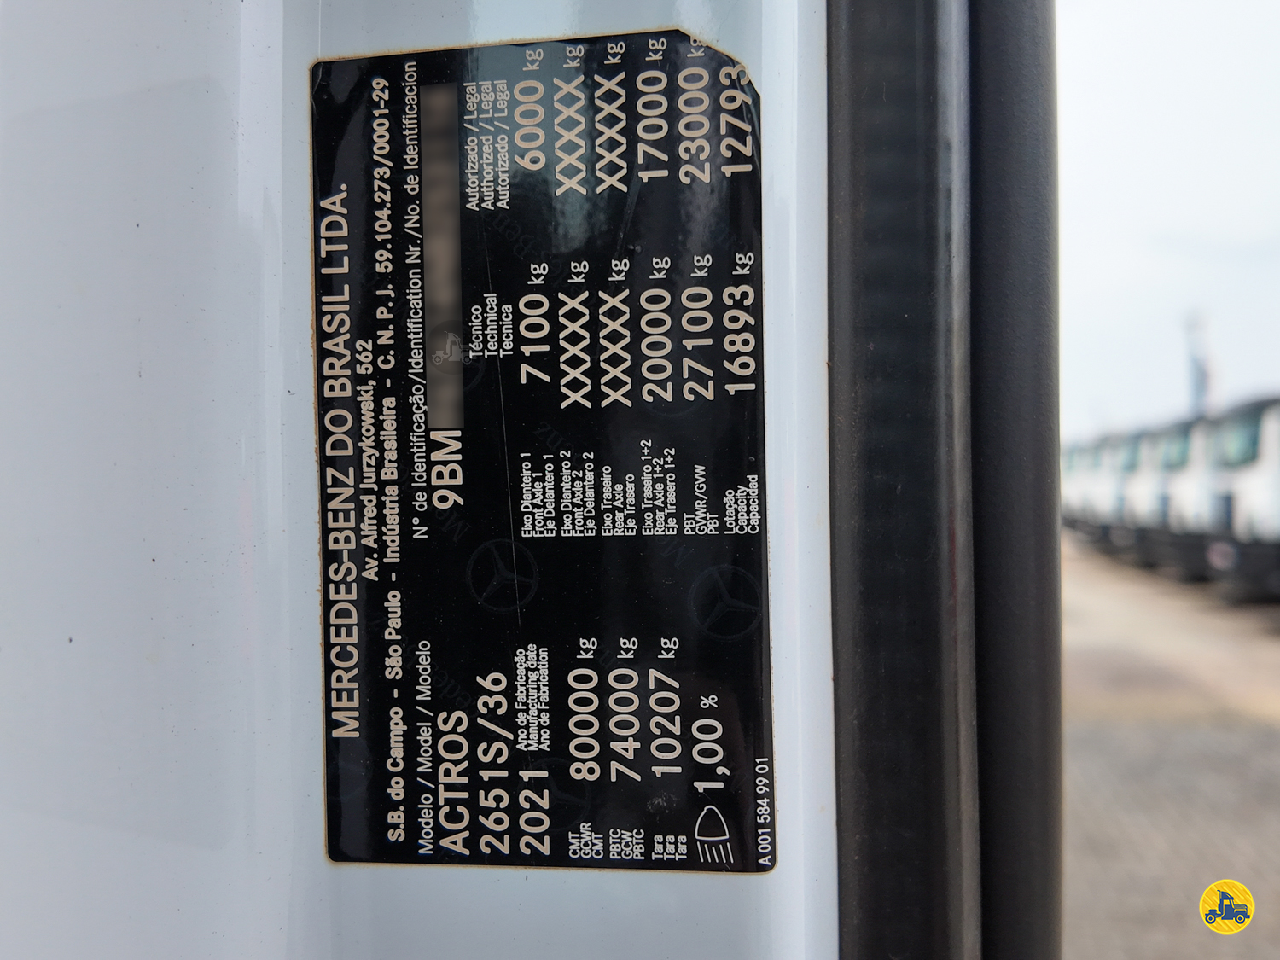 MERCEDES-BENZ DO BRASIL LTDA.
Av. Alfred Jurzykowski, 562
S.B. do Campo - São Paulo - Indústria Brasileira - C. N. P. J. 59.104.273/0001-29
Modelo / Model / Modelo
ACTROS
2651S/36
2021
Ano de Fabricação
Manufacturing date
Ano de Fabrication
N° de Identificação/Identification Nr./No. de Identificacion
9BM
Técnico
Technical
Tecnica
Autorizado / Legal
Authorized / Legal
Autorizado / Legal
Eixo Dianteiro 1
Front Axle 1
Eje Delantero 1
7100 kg
6000 kg
Eixo Dianteiro 2
Front Axle 2
Eje Delantero 2
XXXXX kg
XXXXX kg
Eixo Traseiro
Rear Axle
Eje Trasero
XXXXX kg
XXXXX kg
Eixo Traseiro 1+2
Rear Axle 1+2
Eje Trasero 1+2
20000 kg
17000 kg
PBT
GVWR/GVW
PBT
27100 kg
23000 kg
Lotação
Capacity
Capacidad
16893 kg
12793
CMT
GCWR
CMT
80000 kg
PBTC
GCW
PBTC
74000 kg
Tara
Tara
Tara
10207 kg
1,00 %
A 001 584 99 01